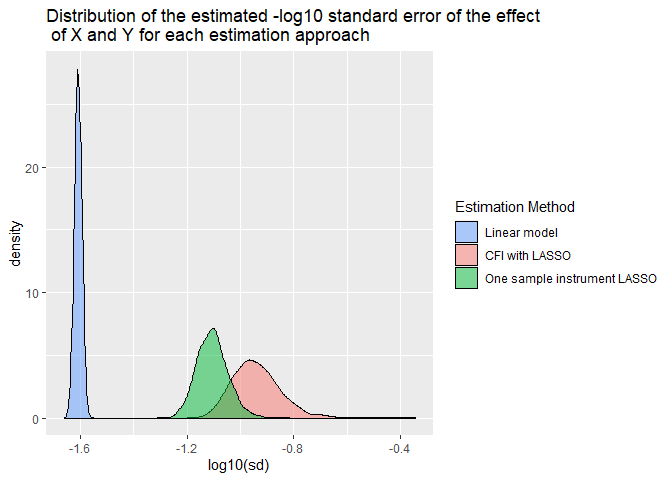 Distribution of the estimated -log10 standard error of the effect
of X and Y for each estimation approach
density
20
10
0
-1.6
-1.2
-0.8
-0.4
log10(sd)
Estimation Method
Linear model
CFI with LASSO
One sample instrument LASSO